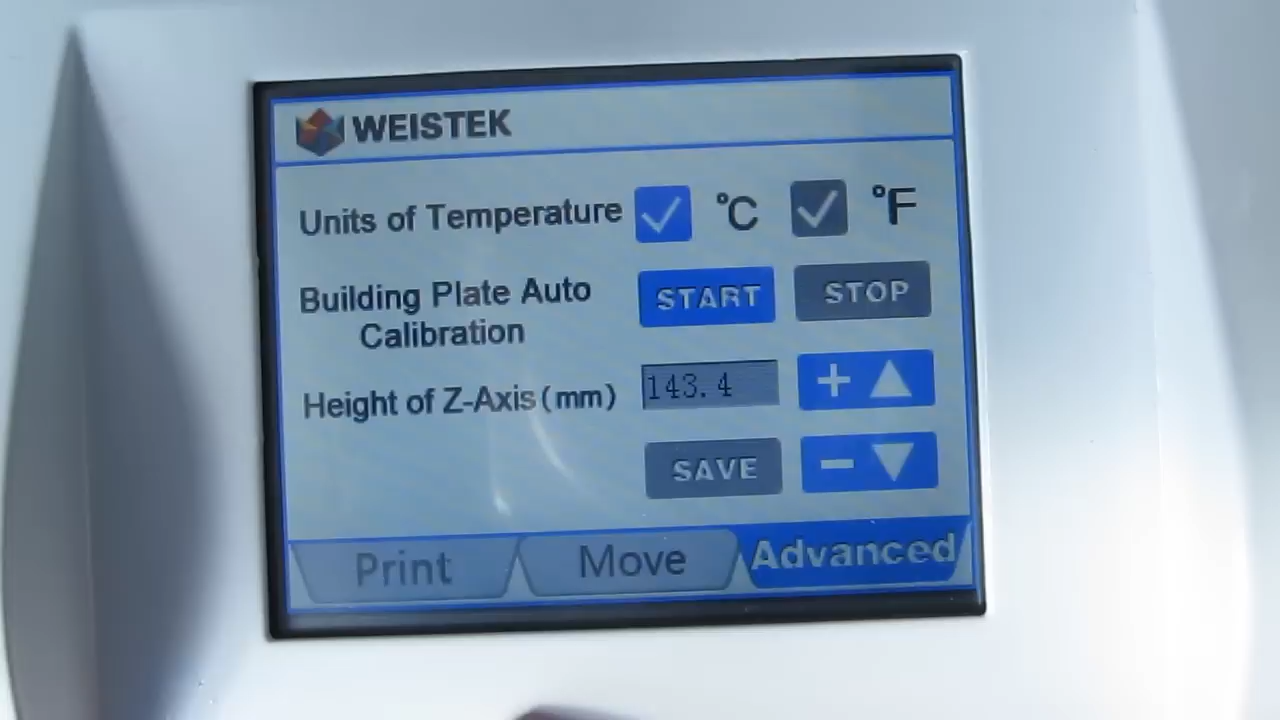 WEISTEK
Units of Temperature °C °F
Building Plate Auto Calibration START STOP
Height of Z-Axis(mm) 143.4 + ▲
SAVE − ▼
Print Move Advanced